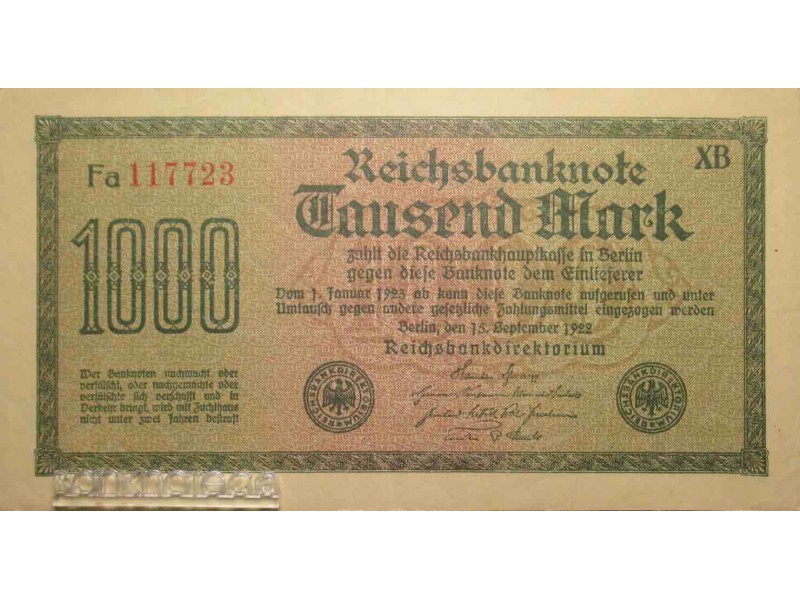 Fa 117723
XB
Reichsbanknote
Tausend Mark
1000
zahlt die Reichsbankhauptkasse in Berlin
gegen diese Banknote dem Einlieferer
Vom 1. Januar 1923 ab kann diese Banknote aufgerufen und unter
Umtausch gegen andere gesetzliche Zahlungsmittel eingezogen werden
Berlin, den 15. September 1922
Reichsbankdirektorium
Wer Banknoten nachmacht oder
verfälscht, oder nachgemachte oder
verfälschte sich verschafft und in
Verkehr bringt, wird mit Zuchthaus
nicht unter zwei Jahren bestraft
REICHSBANKDIREKTORIUM
REICHSBANKDIREKTORIUM